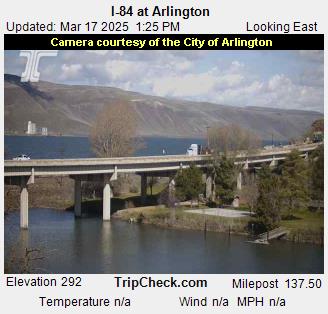 I-84 at Arlington
Updated: Mar 17 2025 1:25 PM Looking East
Camera courtesy of the City of Arlington
Elevation 292 TripCheck.com Milepost 137.50
Temperature n/a Wind n/a MPH n/a